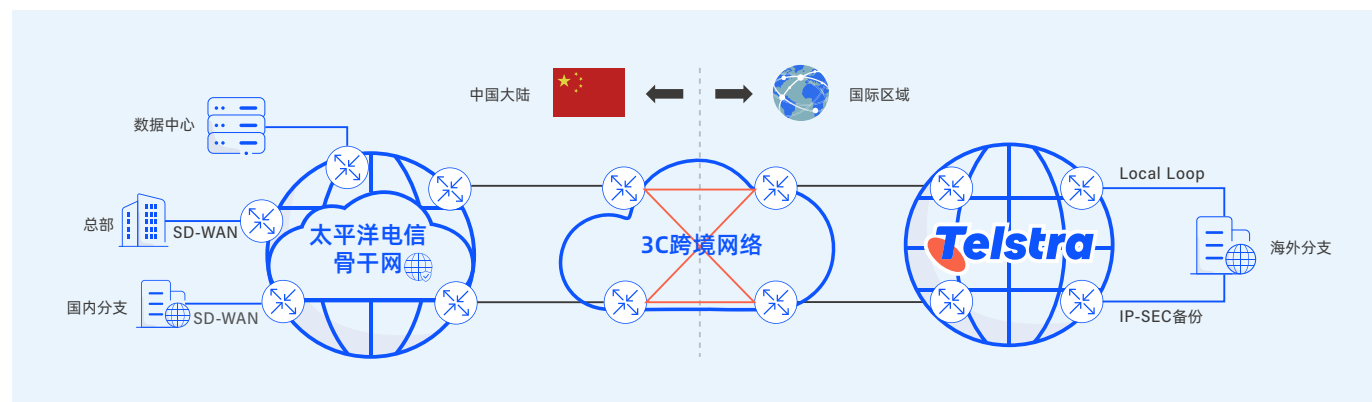 中国大陆
国际区域
数据中心
总部
SD-WAN
国内分支
SD-WAN
太平洋电信
骨干网
3C跨境网络
Telstra
Local Loop
海外分支
IP-SEC备份